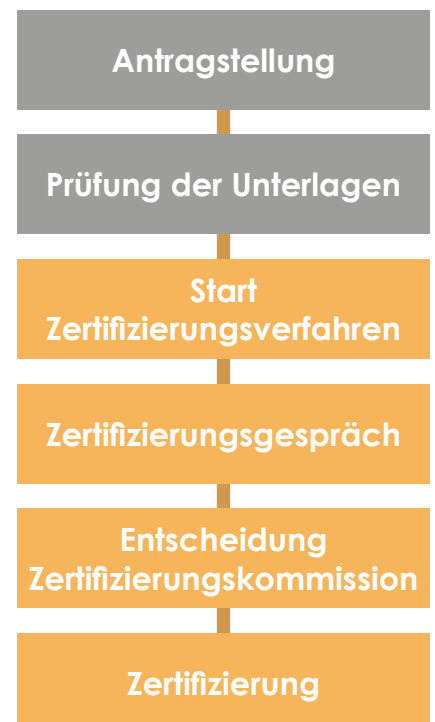 Antragstellung
Prüfung der Unterlagen
Start
Zertifizierungsverfahren
Zertifizierungsgespräch
Entscheidung
Zertifizierungskommission
Zertifizierung